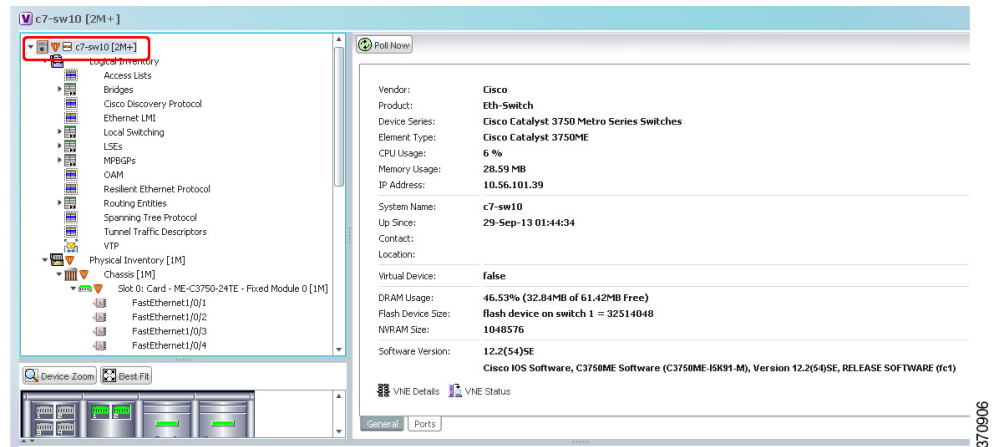 c7-sw10 [2M+]
c7-sw10 [2M+]
Logical Inventory
Access Lists
Bridges
Cisco Discovery Protocol
Ethernet LMI
Local Switching
LSEs
MPBGPs
OAM
Resilient Ethernet Protocol
Routing Entities
Spanning Tree Protocol
Tunnel Traffic Descriptors
VTP
Physical Inventory [1M]
Chassis [1M]
Slot 0: Card - ME-C3750-24TE - Fixed Module 0 [1M]
FastEthernet1/0/1
FastEthernet1/0/2
FastEthernet1/0/3
FastEthernet1/0/4
Device Zoom Best Fit
Poll Now
Vendor: Cisco
Product: Eth-Switch
Device Series: Cisco Catalyst 3750 Metro Series Switches
Element Type: Cisco Catalyst 3750ME
CPU Usage: 6 %
Memory Usage: 28.59 MB
IP Address: 10.56.101.39
System Name: c7-sw10
Up Since: 29-Sep-13 01:44:34
Contact:
Location:
Virtual Device: false
DRAM Usage: 46.53% (32.84MB of 61.42MB Free)
Flash Device Size: flash device on switch 1 = 32514048
NVRAM Size: 1048576
Software Version: 12.2(54)SE
Cisco IOS Software, C3750ME Software (C3750ME-I5K91-M), Version 12.2(54)SE, RELEASE SOFTWARE (fc1)
VNE Details VNE Status
General Ports
370906